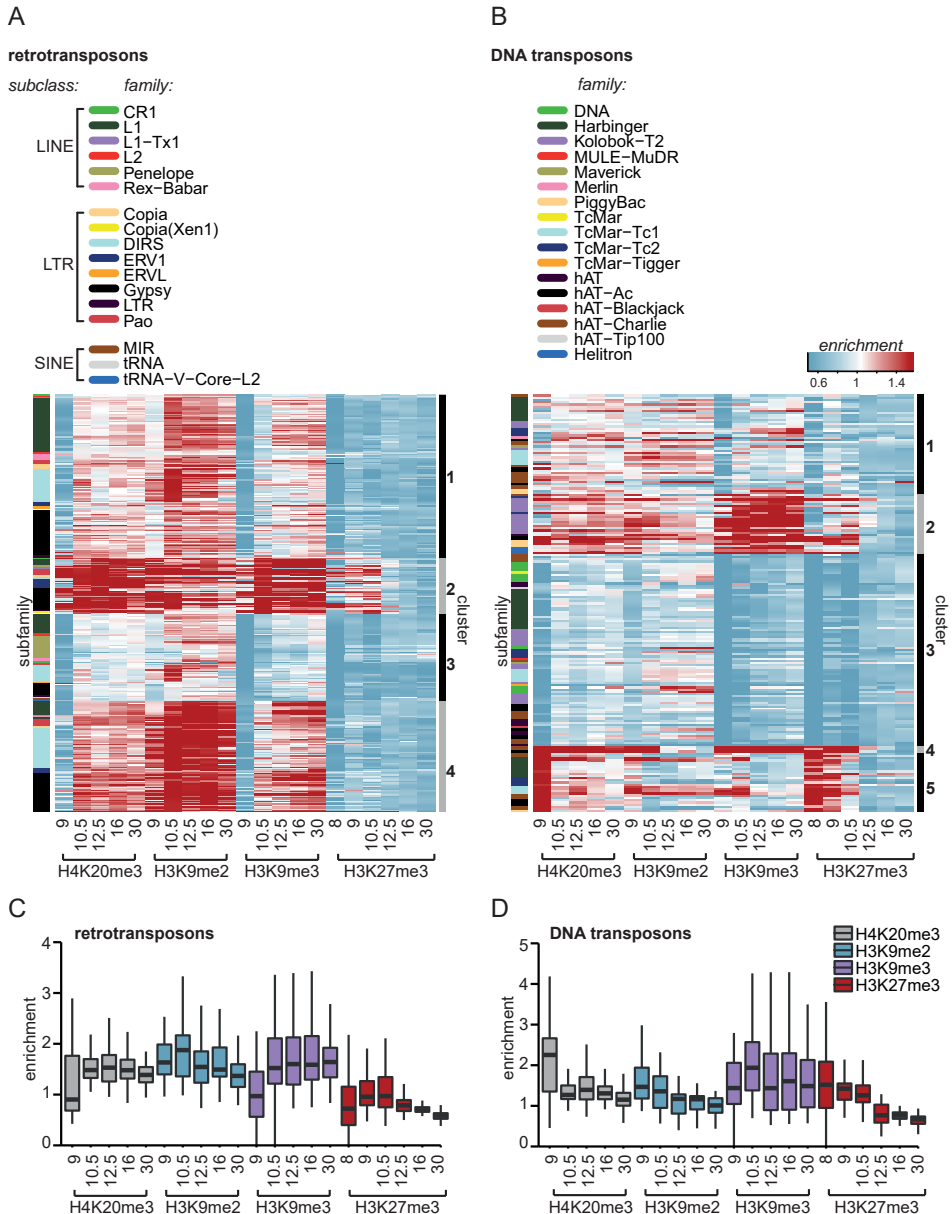 A
retrotransposons
subclass: family:
CR1
L1
L1−Tx1
L2
Penelope
Rex−Babar
LINE
Copia
Copia(Xen1)
DIRS
ERV1
ERVL
Gypsy
LTR
Pao
LTR
MIR
tRNA
tRNA−V−Core−L2
SINE
subfamily
1
2
3
4
cluster
9 10.5 12.5 16 30 9 10.5 12.5 16 30 9 10.5 12.5 16 30 8 9 10.5 12.5 16 30
H4K20me3 H3K9me2 H3K9me3 H3K27me3
B
DNA transposons
family:
DNA
Harbinger
Kolobok−T2
MULE−MuDR
Maverick
Merlin
PiggyBac
TcMar
TcMar−Tc1
TcMar−Tc2
TcMar−Tigger
hAT
hAT−Ac
hAT−Blackjack
hAT−Charlie
hAT−Tip100
Helitron
enrichment
0.6 1 1.4
subfamily
1
2
3
4
5
cluster
9 10.5 12.5 16 30 9 10.5 12.5 16 30 9 10.5 12.5 16 30 8 9 10.5 12.5 16 30
H4K20me3 H3K9me2 H3K9me3 H3K27me3
C
retrotransposons
enrichment
4
3
2
1
0
9 10.5 12.5 16 30 9 10.5 12.5 16 30 9 10.5 12.5 16 30 8 9 10.5 12.5 16 30
H4K20me3 H3K9me2 H3K9me3 H3K27me3
D
DNA transposons
H4K20me3
H3K9me2
H3K9me3
H3K27me3
enrichment
5
4
3
2
1
0
9 10.5 12.5 16 30 9 10.5 12.5 16 30 9 10.5 12.5 16 30 8 9 10.5 12.5 16 30
H4K20me3 H3K9me2 H3K9me3 H3K27me3